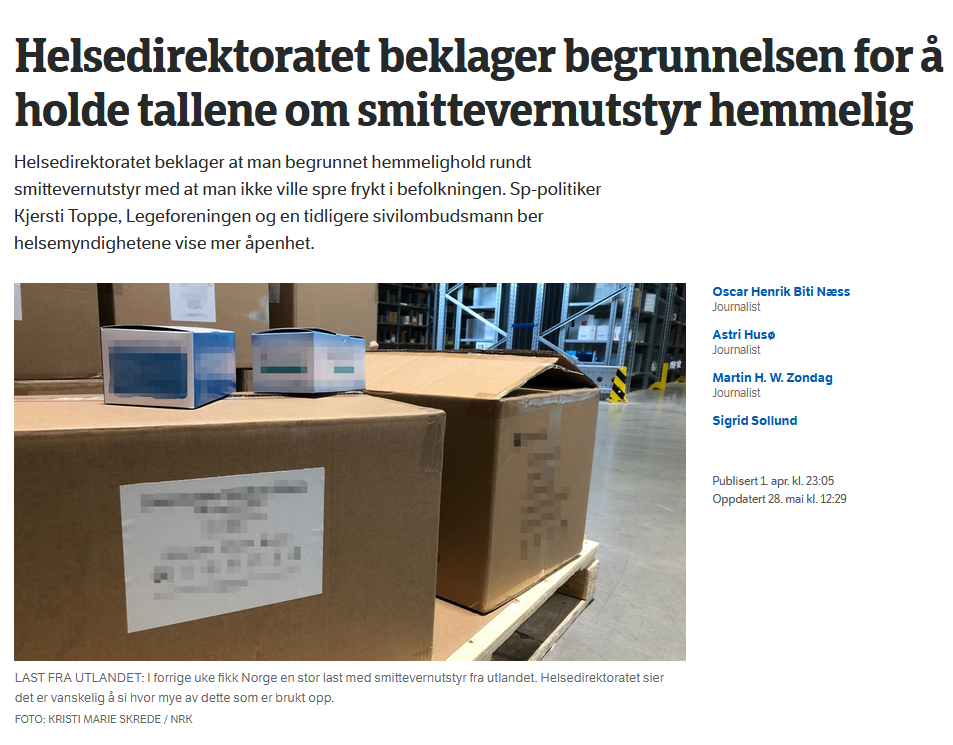 Helsedirektoratet beklager begrunnelsen for å
holde tallene om smittevernutstyr hemmelig
Helsedirektoratet beklager at man begrunnet hemmelighold rundt
smittevernutstyr med at man ikke ville spre frykt i befolkningen. Sp-politiker
Kjersti Toppe, Legeforeningen og en tidligere sivilombudsmann ber
helsemyndighetene vise mer åpenhet.
Oscar Henrik Biti Næss
Journalist
Astri Husø
Journalist
Martin H. W. Zondag
Journalist
Sigrid Sollund
Publisert 1. apr. kl. 23:05
Oppdatert 28. mai kl. 12:29
LAST FRA UTLANDET: I forrige uke fikk Norge en stor last med smittevernutstyr fra utlandet. Helsedirektoratet sier
det er vanskelig å si hvor mye av dette som er brukt opp.
FOTO: KRISTI MARIE SKREDE / NRK